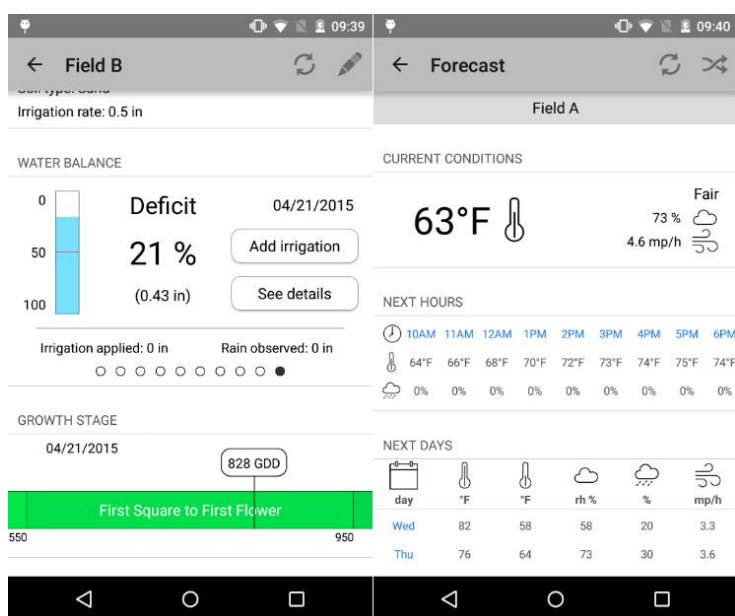 09:39
Field B
Irrigation rate: 0.5 in
WATER BALANCE
0
50
100
Deficit
21 %
(0.43 in)
04/21/2015
Add irrigation
See details
Irrigation applied: 0 in Rain observed: 0 in
GROWTH STAGE
04/21/2015
828 GDD
First Square to First Flower
550 950
09:40
Forecast
Field A
CURRENT CONDITIONS
63°F
Fair
73 %
4.6 mp/h
NEXT HOURS
10AM 11AM 12AM 1PM 2PM 3PM 4PM 5PM 6PM
64°F 66°F 68°F 70°F 72°F 73°F 74°F 75°F 74°F
0% 0% 0% 0% 0% 0% 0% 0% 0%
NEXT DAYS
day °F °F rh % % mp/h
Wed 82 58 58 20 3.3
Thu 76 64 73 30 3.6